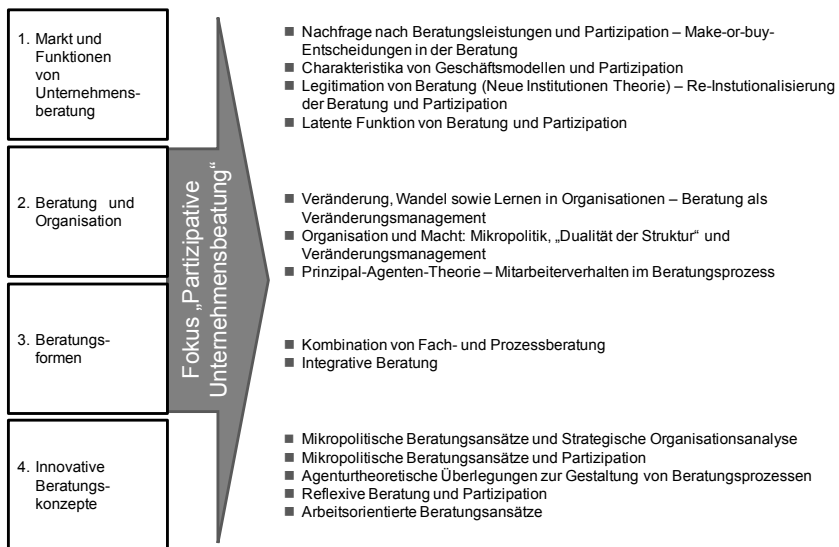 1. Markt und
Funktionen
von
Unternehmens-
beratung
■ Nachfrage nach Beratungsleistungen und Partizipation – Make-or-buy-
Entscheidungen in der Beratung
■ Charakteristika von Geschäftsmodellen und Partizipation
■ Legitimation von Beratung (Neue Institutionen Theorie) – Re-Instutionalisierung
der Beratung und Partizipation
■ Latente Funktion von Beratung und Partizipation
Fokus „Partizipative
Unternehmensbeatung“
2. Beratung und
Organisation
■ Veränderung, Wandel sowie Lernen in Organisationen – Beratung als
Veränderungsmanagement
■ Organisation und Macht: Mikropolitik, „Dualität der Struktur“ und
Veränderungsmanagement
■ Prinzipal-Agenten-Theorie – Mitarbeiterverhalten im Beratungsprozess
3. Beratungs-
formen
■ Kombination von Fach- und Prozessberatung
■ Integrative Beratung
4. Innovative
Beratungs-
konzepte
■ Mikropolitische Beratungsansätze und Strategische Organisationsanalyse
■ Mikropolitische Beratungsansätze und Partizipation
■ Agenturtheoretische Überlegungen zur Gestaltung von Beratungsprozessen
■ Reflexive Beratung und Partizipation
■ Arbeitsorientierte Beratungsansätze